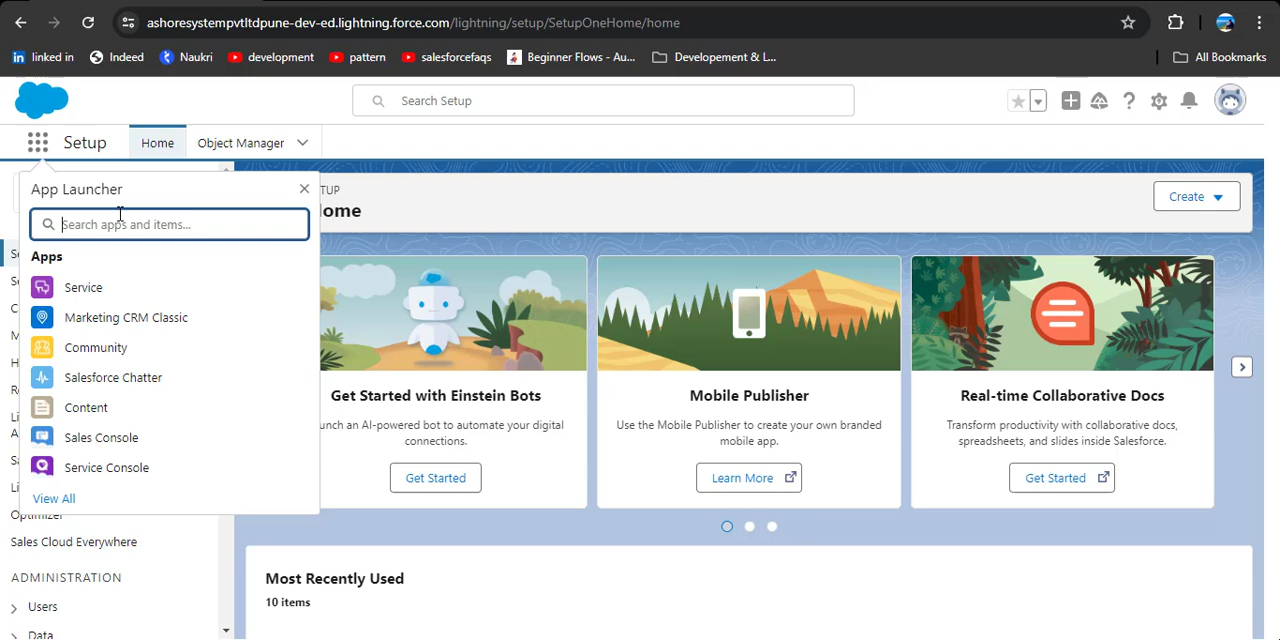 ashoresystempvtltdpune-dev-ed.lightning.force.com/lightning/setup/SetupOneHome/home
linked in
Indeed
Naukri
development
pattern
salesforcefaqs
Beginner Flows - Au...
Developement & L...
All Bookmarks
Search Setup
Setup
Home
Object Manager
App Launcher
Search apps and items...
Apps
Service
Marketing CRM Classic
Community
Salesforce Chatter
Content
Sales Console
Service Console
View All
Optimizer
Sales Cloud Everywhere
ADMINISTRATION
Users
Data
TUP
ome
Create
Get Started with Einstein Bots
unch an AI-powered bot to automate your digital
connections.
Get Started
Mobile Publisher
Use the Mobile Publisher to create your own branded
mobile app.
Learn More
Real-time Collaborative Docs
Transform productivity with collaborative docs,
spreadsheets, and slides inside Salesforce.
Get Started
Most Recently Used
10 items